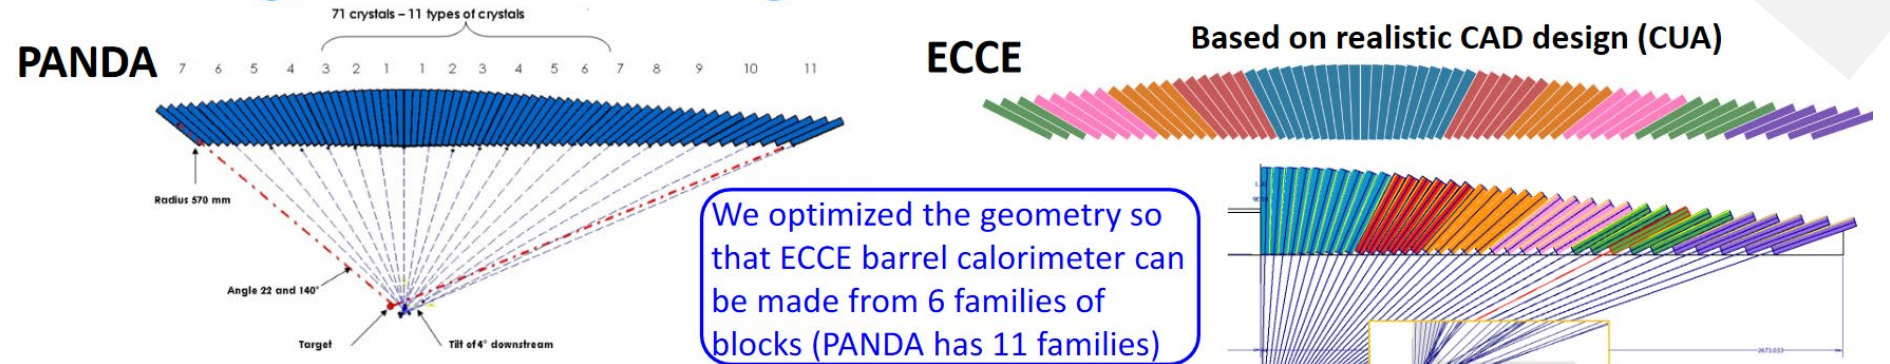 71 crystals – 11 types of crystals
PANDA
7 6 5 4 3 2 1 1 2 3 4 5 6 7 8 9 10 11
Radius 570 mm
Angle 22 and 140°
Target
Tilt of 4° downstream
ECCE
Based on realistic CAD design (CUA)
We optimized the geometry so
that ECCE barrel calorimeter can
be made from 6 families of
blocks (PANDA has 11 families)
2673.033